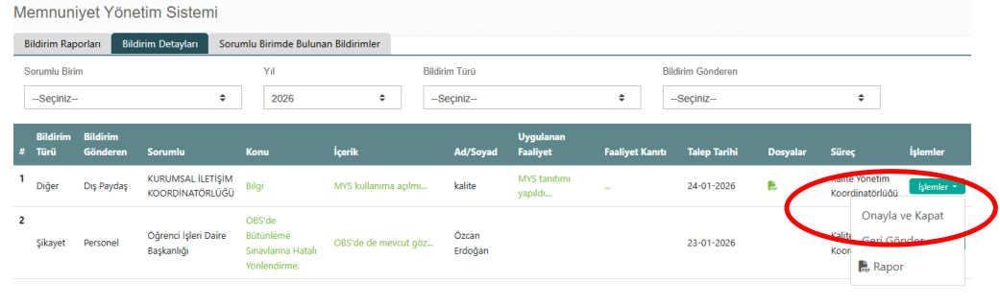 Memnuniyet Yönetim Sistemi
Bildirim Raporları Bildirim Detayları Sorumlu Birimde Bulunan Bildirimler
Sorumlu Birim Yıl Bildirim Türü Bildirim Gönderen
--Seçiniz-- 2026 --Seçiniz-- --Seçiniz--
# Bildirim Türü Bildirim Gönderen Sorumlu Konu İçerik Ad/Soyad Uygulanan Faaliyet Faaliyet Kanıtı Talep Tarihi Dosyalar Süreç İşlemler
1 Diğer Dış Paydaş KURUMSAL İLETİŞİM KOORDİNATÖRLÜĞÜ Bilgi MYS kullanıma açılmı... kalite MYS tanıtımı yapıldı... ... 24-01-2026 Kalite Yönetim Koordinatörlüğü İşlemler
2 Şikayet Personel Öğrenci İşleri Daire Başkanlığı OBS'de Bütünleme Sınavlarına Hatalı Yönlendirme. OBS'de de mevcut göz... Özcan Erdoğan 23-01-2026
Onayla ve Kapat
Geri Gönder
Rapor